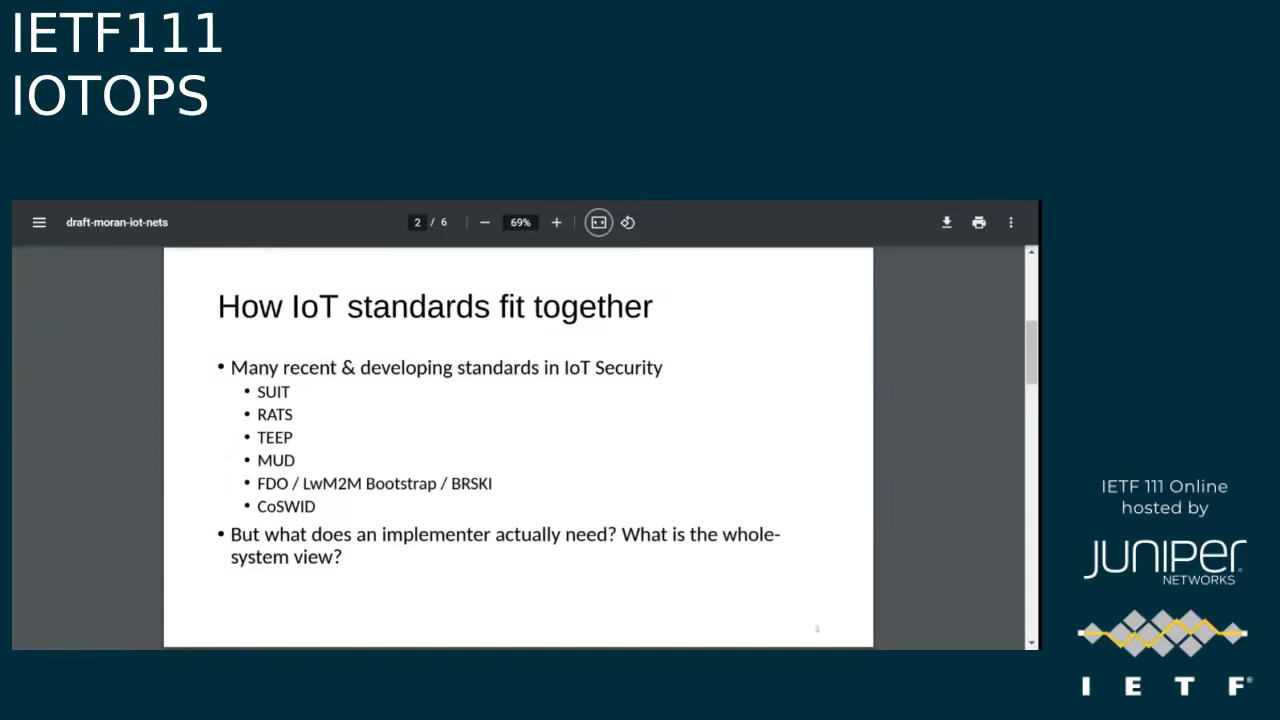 IETF111
IOTOPS
draft-moran-iot-nets
2 / 6
69%
How IoT standards fit together
• Many recent & developing standards in IoT Security
• SUIT
• RATS
• TEEP
• MUD
• FDO / LwM2M Bootstrap / BRSKI
• CoSWID
• But what does an implementer actually need? What is the whole-
system view?
IETF 111 Online
hosted by
JUNIPER
NETWORKS
I E T F®